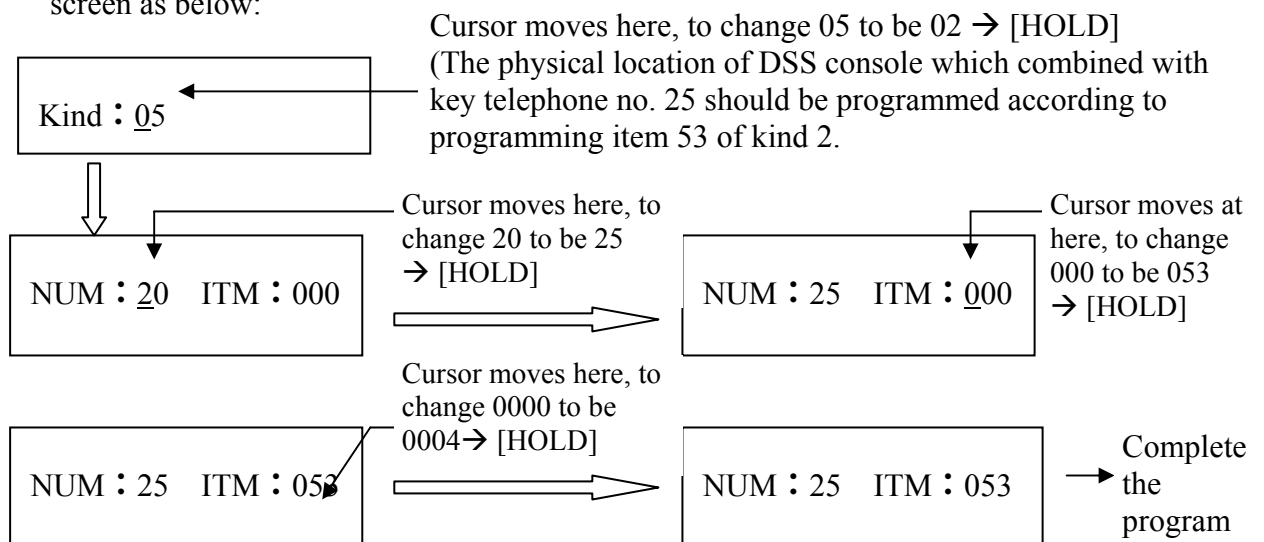 screen as below:
Cursor moves here, to change 05 to be 02 → [HOLD]
(The physical location of DSS console which combined with
key telephone no. 25 should be programmed according to
programming item 53 of kind 2.
Kind：05
Cursor moves here, to
change 20 to be 25
→ [HOLD]
Cursor moves at
here, to change
000 to be 053
→ [HOLD]
NUM：20 ITM：000
NUM：25 ITM：000
Cursor moves here, to
change 0000 to be
0004→ [HOLD]
NUM：25 ITM：053
NUM：25 ITM：053
Complete
the
program